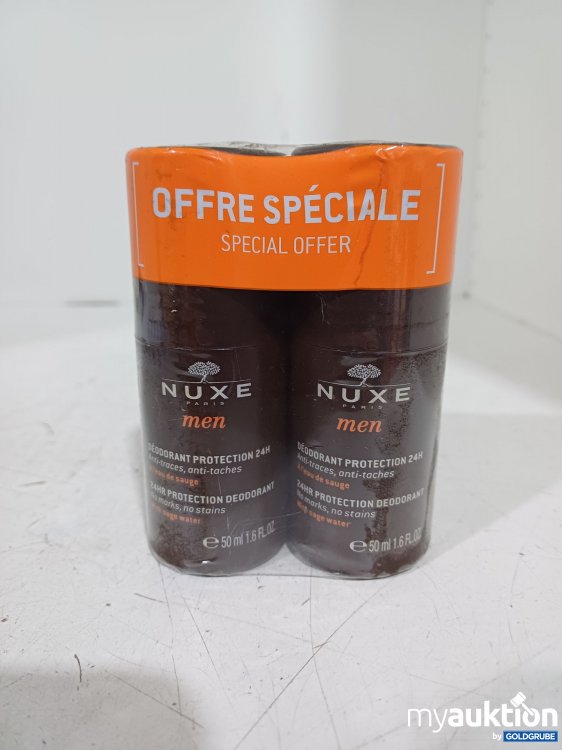 OFFRE SPÉCIALE
SPECIAL OFFER
NUXE
PARIS
men
DÉODORANT PROTECTION 24H
Anti-traces, anti-taches
à l'eau de sauge
24HR PROTECTION DEODORANT
No marks, no stains
with sage water
e 50 ml 1.6 FL.OZ
NUXE
PARIS
men
DÉODORANT PROTECTION 24H
Anti-traces, anti-taches
à l'eau de sauge
24HR PROTECTION DEODORANT
No marks, no stains
with sage water
e 50 ml 1.6 FL.OZ
myauktion
by GOLDGRUBE